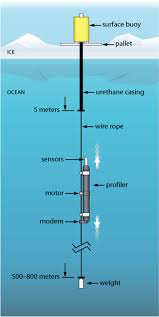 surface buoy
pallet
ICE
urethane casing
OCEAN
5 meters
wire rope
sensors
profiler
motor
modem
500–800 meters
weight